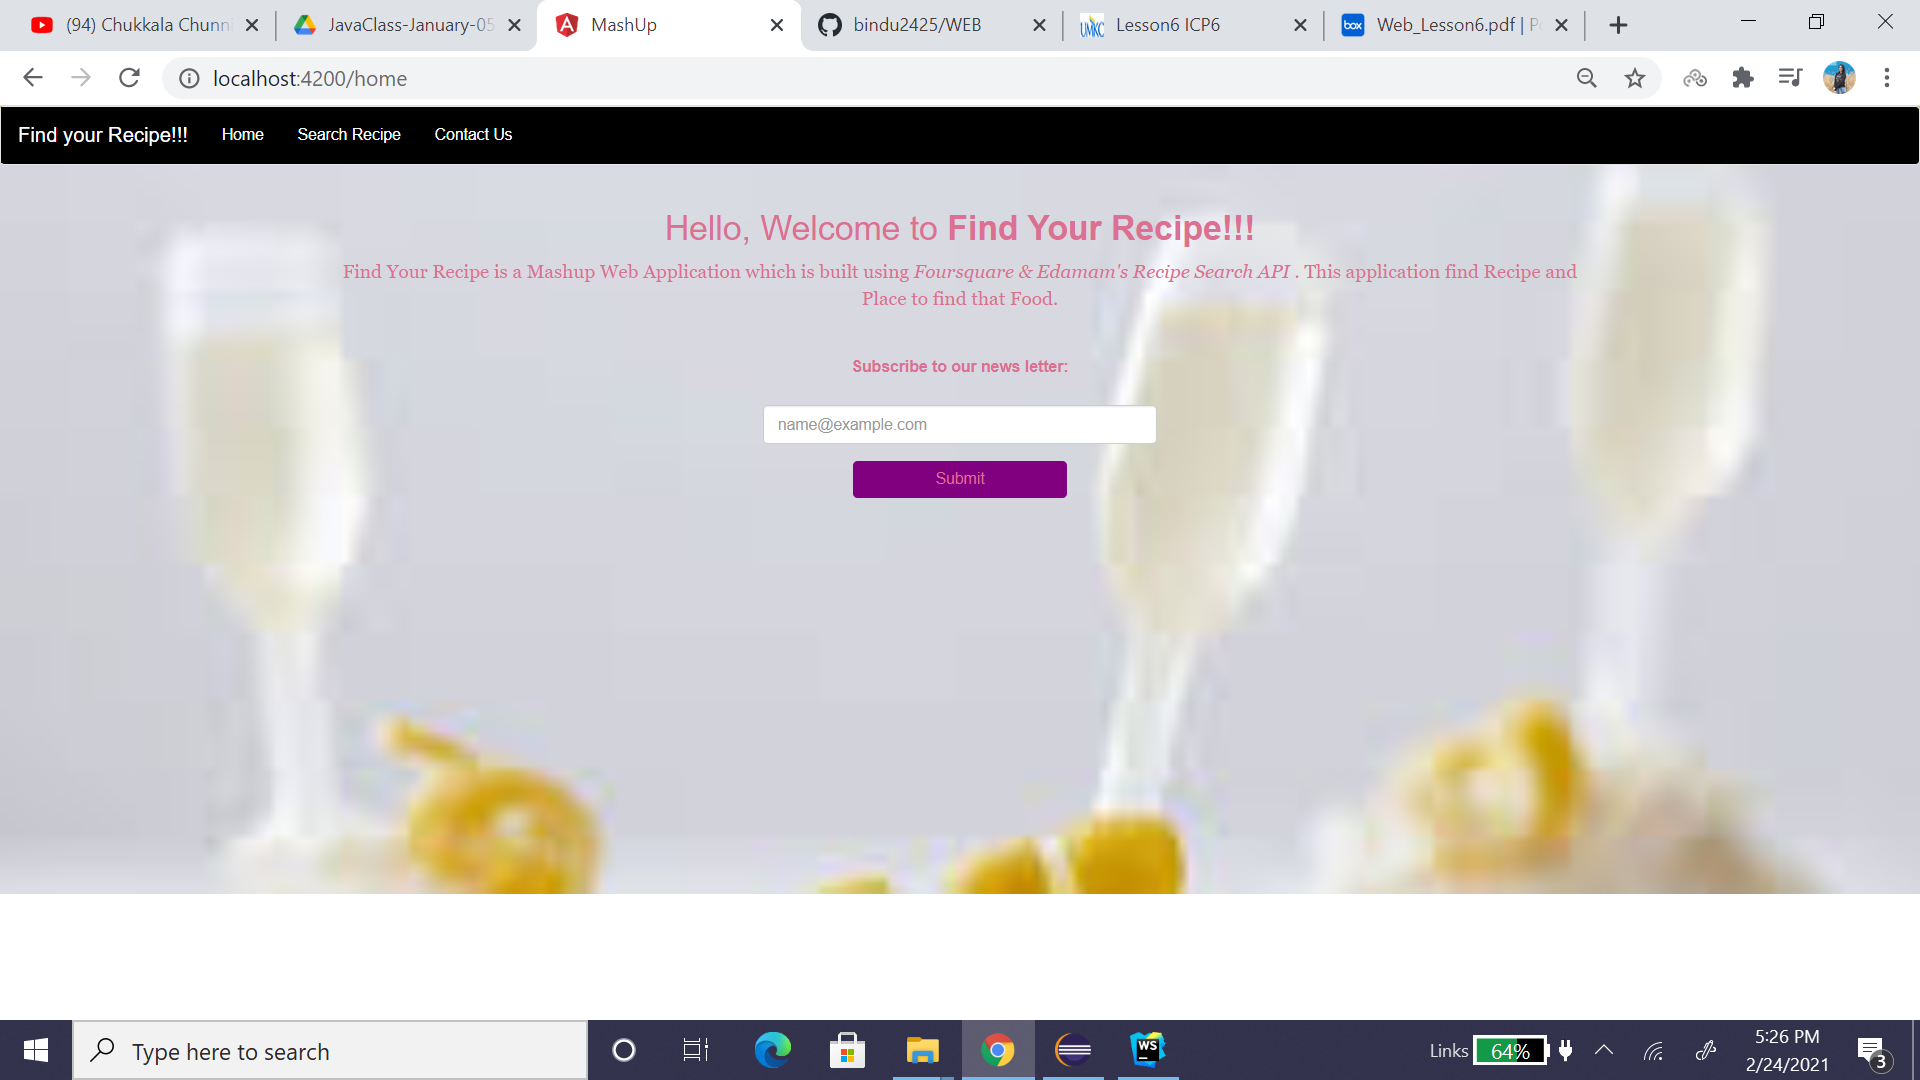 (94) Chukkala Chunni
JavaClass-January-05
MashUp
bindu2425/WEB
UMKC
Lesson6 ICP6
box
Web_Lesson6.pdf | P
localhost:4200/home
Find your Recipe!!!
Home
Search Recipe
Contact Us
Hello, Welcome to Find Your Recipe!!!
Find Your Recipe is a Mashup Web Application which is built using Foursquare & Edamam's Recipe Search API . This application find Recipe and
Place to find that Food.
Subscribe to our news letter:
name@example.com
Submit
Type here to search
WS
Links
64%
5:26 PM
2/24/2021
3